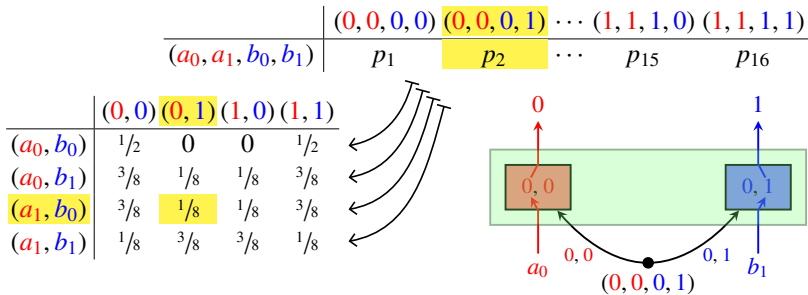 (0, 0, 0, 0) (0, 0, 0, 1) ··· (1, 1, 1, 0) (1, 1, 1, 1)
(a₀, a₁, b₀, b₁) p₁ p₂ ··· p₁₅ p₁₆
(0, 0) (0, 1) (1, 0) (1, 1)
(a₀, b₀) 1/2 0 0 1/2
(a₀, b₁) 3/8 1/8 1/8 3/8
(a₁, b₀) 3/8 1/8 1/8 3/8
(a₁, b₁) 1/8 3/8 3/8 1/8
0 1
0, 0 0, 1
0, 0 0, 1
a₀ (0, 0, 0, 1) b₁